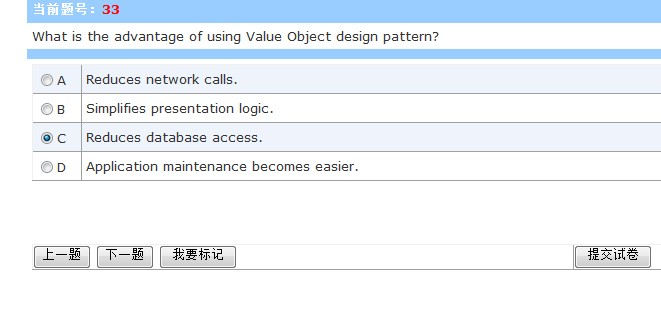 当前题号：33
What is the advantage of using Value Object design pattern?
A Reduces network calls.
B Simplifies presentation logic.
C Reduces database access.
D Application maintenance becomes easier.
上一题 下一题 我要标记 提交试卷